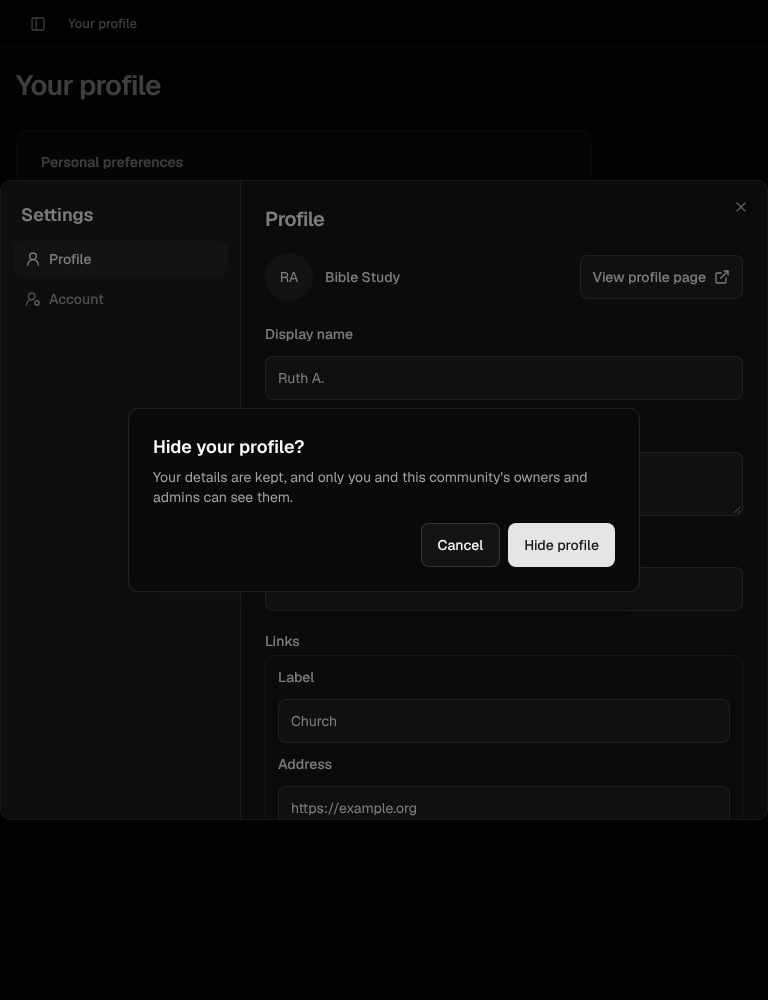 Your profile
Your profile
Personal preferences
Settings
Profile
Account
Profile
RA
Bible Study
View profile page
Display name
Ruth A.
Hide your profile?
Your details are kept, and only you and this community's owners and
admins can see them.
Cancel
Hide profile
Links
Label
Church
Address
https://example.org